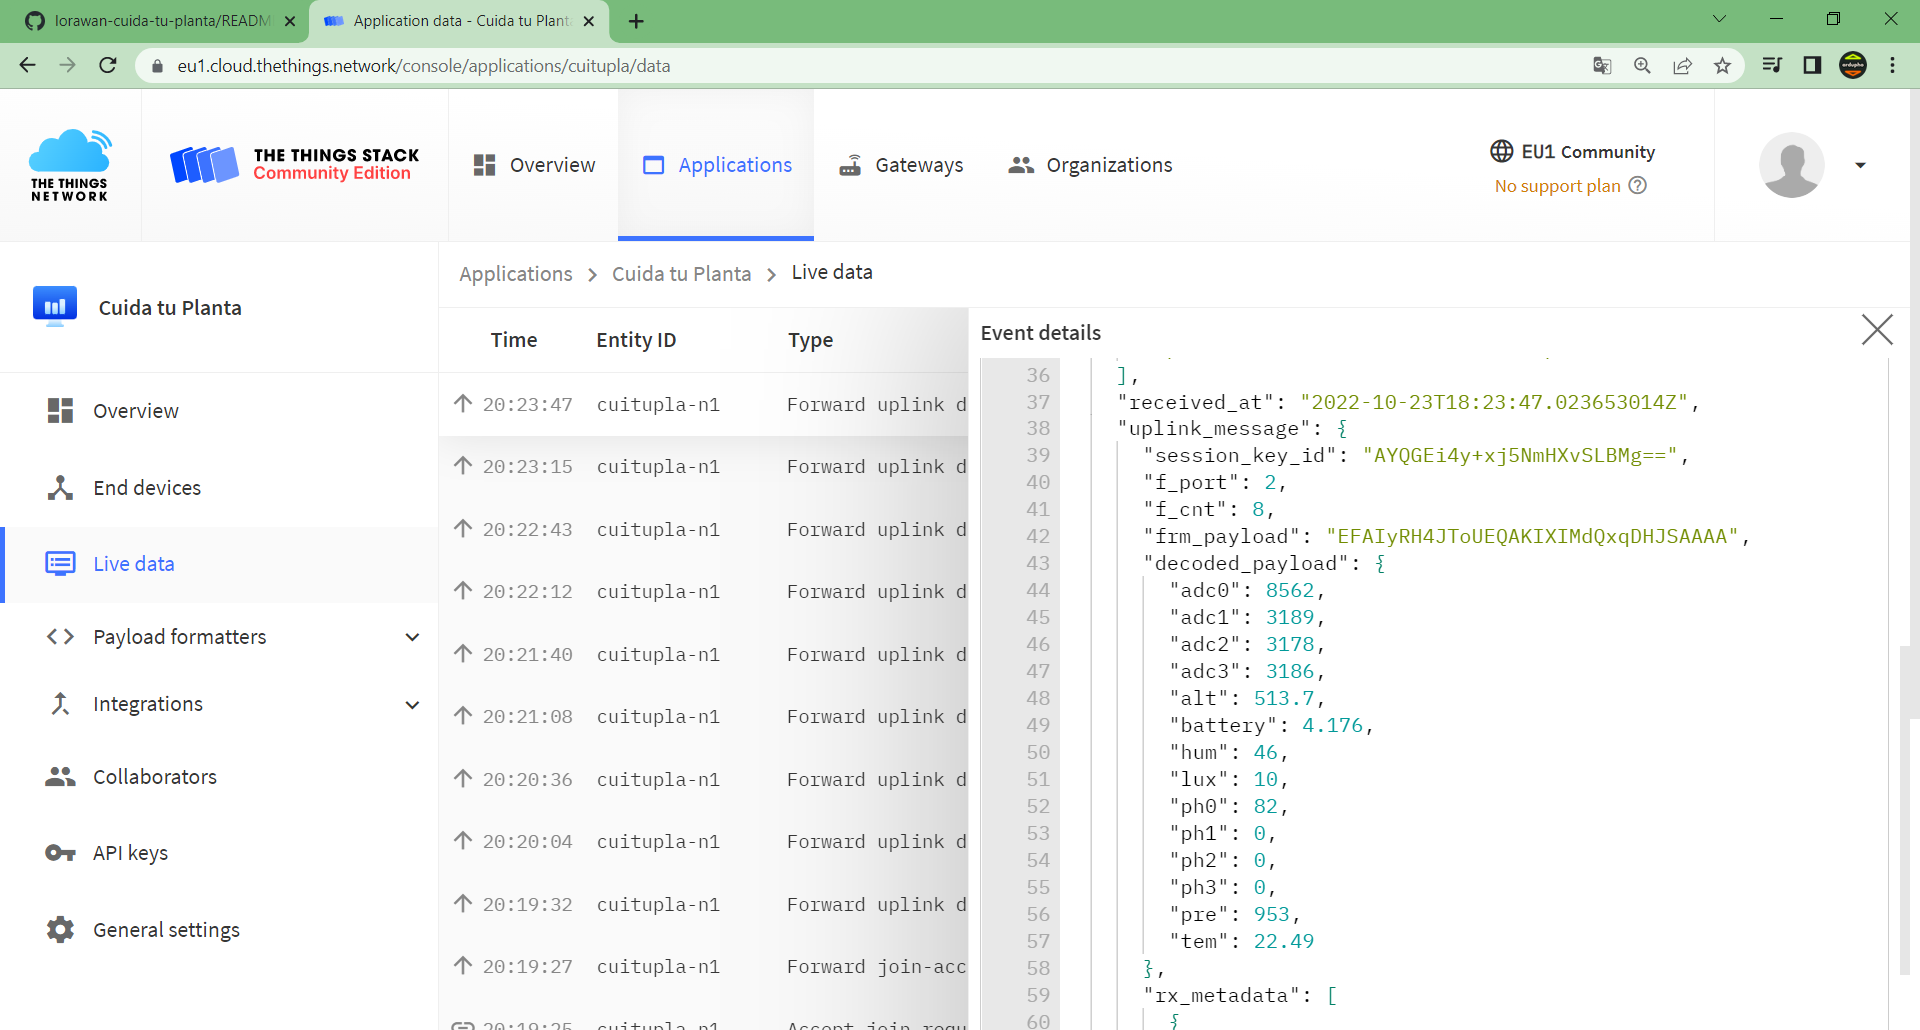 lorawan-cuida-tu-planta/READM
Application data - Cuida tu Planta
eu1.cloud.thethings.network/console/applications/cuitupla/data
THE THINGS
NETWORK
THE THINGS STACK
Community Edition
Overview
Applications
Gateways
Organizations
EU1 Community
No support plan
Cuida tu Planta
Overview
End devices
Live data
Payload formatters
Integrations
Collaborators
API keys
General settings
Applications > Cuida tu Planta > Live data
Time Entity ID Type
20:23:47 cuitupla-n1 Forward uplink d
20:23:15 cuitupla-n1 Forward uplink d
20:22:43 cuitupla-n1 Forward uplink d
20:22:12 cuitupla-n1 Forward uplink d
20:21:40 cuitupla-n1 Forward uplink d
20:21:08 cuitupla-n1 Forward uplink d
20:20:36 cuitupla-n1 Forward uplink d
20:20:04 cuitupla-n1 Forward uplink d
20:19:32 cuitupla-n1 Forward uplink d
20:19:27 cuitupla-n1 Forward join-acc
20:19:25 cuitupla-n1 Accept join-requ
Event details
36 ],
37 "received_at": "2022-10-23T18:23:47.023653014Z",
38 "uplink_message": {
39 "session_key_id": "AYQGEi4y+xj5NmHXvSLBMg==",
40 "f_port": 2,
41 "f_cnt": 8,
42 "frm_payload": "EFAIyRH4JToUEQAKIXIMdQxqDHJSAAAA",
43 "decoded_payload": {
44 "adc0": 8562,
45 "adc1": 3189,
46 "adc2": 3178,
47 "adc3": 3186,
48 "alt": 513.7,
49 "battery": 4.176,
50 "hum": 46,
51 "lux": 10,
52 "ph0": 82,
53 "ph1": 0,
54 "ph2": 0,
55 "ph3": 0,
56 "pre": 953,
57 "tem": 22.49
58 },
59 "rx_metadata": [
60 {